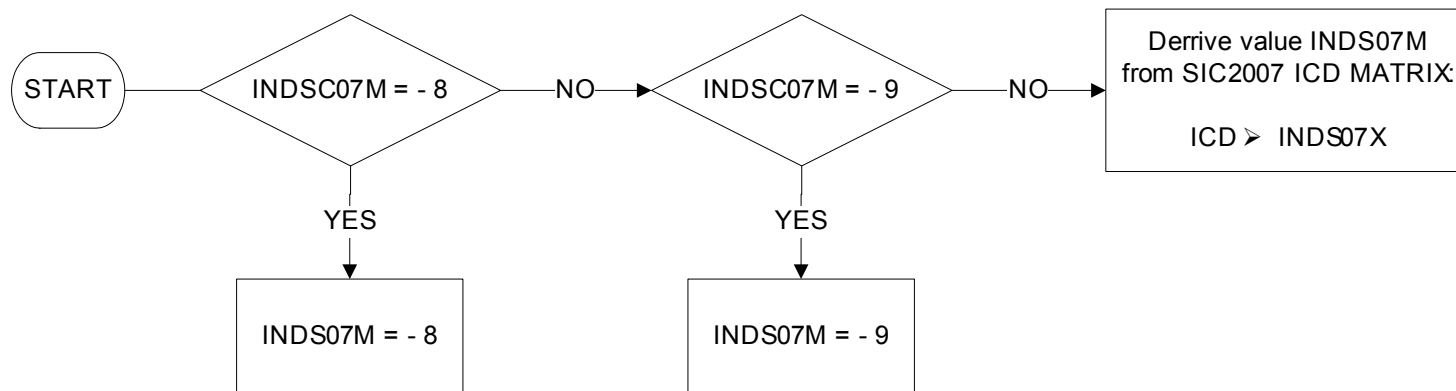 START
INDSC07M = - 8
NO
INDSC07M = - 9
NO
Derrive value INDS07M
from SIC2007 ICD MATRIX:
ICD ➢ INDS07X
YES
YES
INDS07M = - 8
INDS07M = - 9